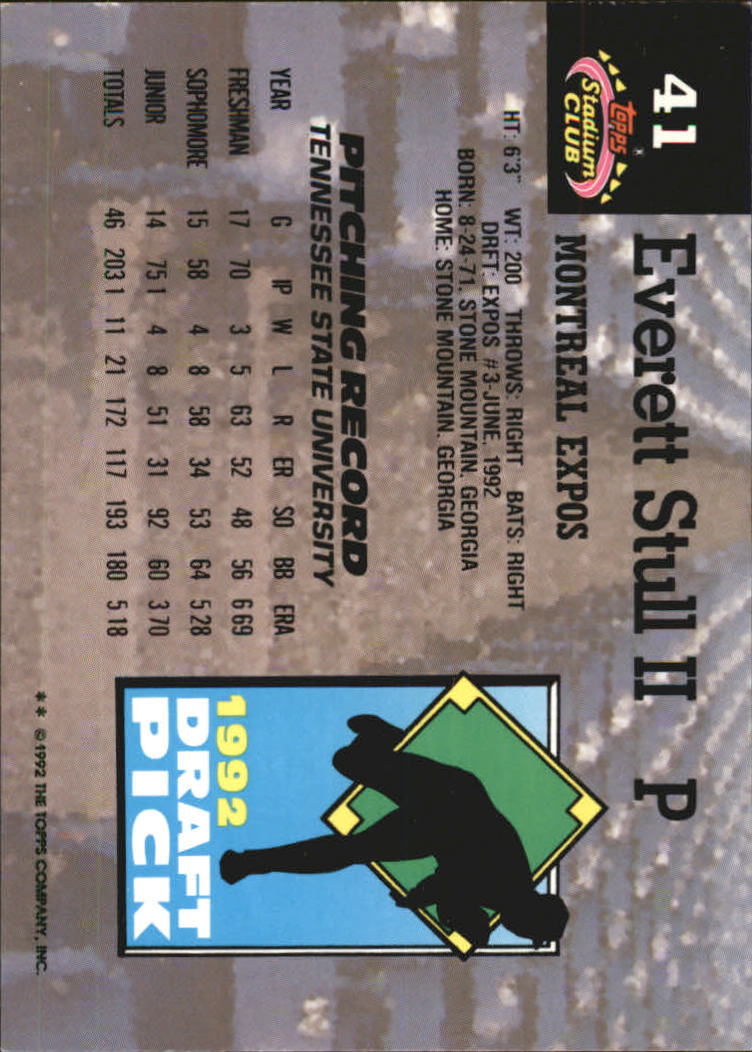 41
Topps
Stadium
CLUB
Everett Stull II P
MONTREAL EXPOS
HT: 6'3" WT: 200 THROWS: RIGHT BATS: RIGHT
DRFT: EXPOS #3-JUNE, 1992
BORN: 8-24-71, STONE MOUNTAIN, GEORGIA
HOME: STONE MOUNTAIN, GEORGIA
PITCHING RECORD
TENNESSEE STATE UNIVERSITY
YEAR G IP W L R ER SO BB ERA
FRESHMAN 17 70 3 5 63 52 48 56 6 69
SOPHOMORE 15 58 4 8 58 34 53 64 5 28
JUNIOR 14 75 1 4 8 51 31 92 60 3 70
TOTALS 46 203 1 11 21 172 117 193 180 5 18
1992
DRAFT
PICK
** © 1992 THE TOPPS COMPANY, INC.